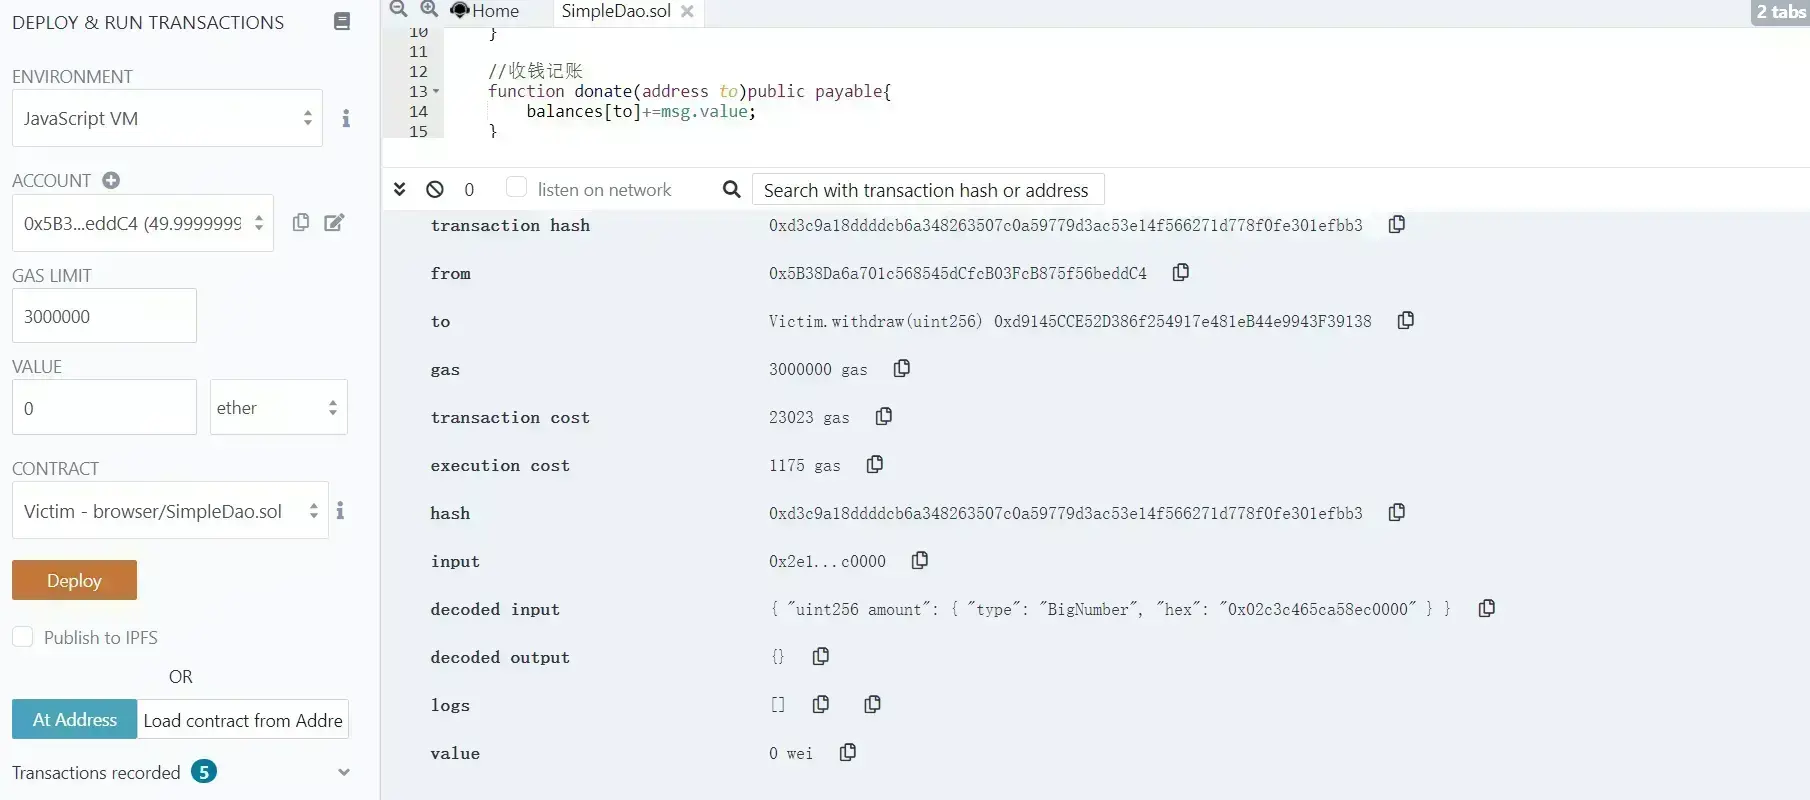 DEPLOY & RUN TRANSACTIONS
ENVIRONMENT
JavaScript VM
ACCOUNT
0x5B3...eddC4 (49.9999999
GAS LIMIT
3000000
VALUE
0
ether
CONTRACT
Victim - browser/SimpleDao.sol
Deploy
Publish to IPFS
OR
At Address
Load contract from Addre
Transactions recorded 5
Home
SimpleDao.sol
2 tabs
10 }
11
12 //收钱记账
13 function donate(address to)public payable{
14 balances[to]+=msg.value;
15 }
0 listen on network
Search with transaction hash or address
transaction hash 0xd3c9a18ddddcb6a348263507c0a59779d3ac53e14f566271d778f0fe301efbb3
from 0x5B38Da6a701c568545dCfcB03FcB875f56beddC4
to Victim.withdraw(uint256) 0xd9145CCE52D386f254917e481eB44e9943F39138
gas 3000000 gas
transaction cost 23023 gas
execution cost 1175 gas
hash 0xd3c9a18ddddcb6a348263507c0a59779d3ac53e14f566271d778f0fe301efbb3
input 0x2e1...c0000
decoded input { "uint256 amount": { "type": "BigNumber", "hex": "0x02c3c465ca58ec0000" } }
decoded output {}
logs []
value 0 wei